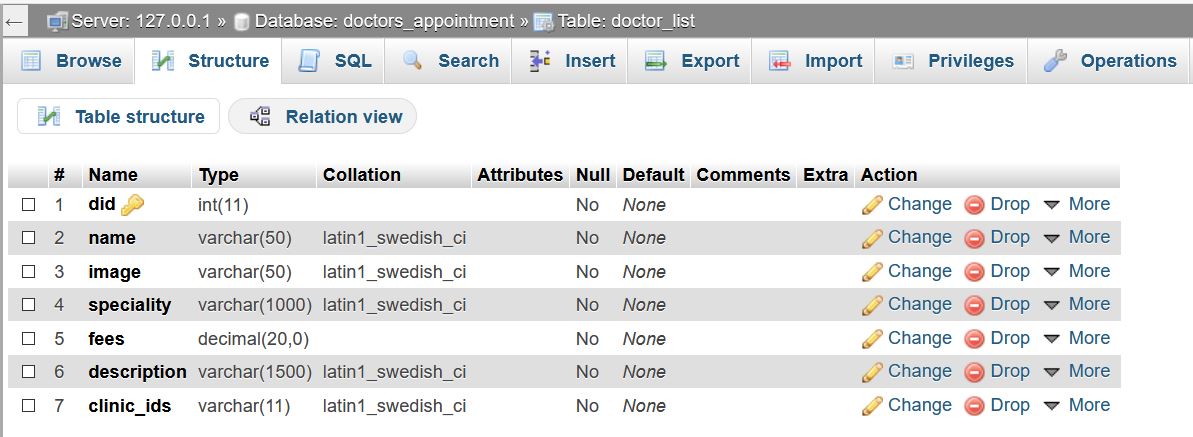 ← Server: 127.0.0.1 » Database: doctors_appointment » Table: doctor_list
Browse Structure SQL Search Insert Export Import Privileges Operations
Table structure Relation view
# Name Type Collation Attributes Null Default Comments Extra Action
1 did int(11) No None Change Drop More
2 name varchar(50) latin1_swedish_ci No None Change Drop More
3 image varchar(50) latin1_swedish_ci No None Change Drop More
4 speciality varchar(1000) latin1_swedish_ci No None Change Drop More
5 fees decimal(20,0) No None Change Drop More
6 description varchar(1500) latin1_swedish_ci No None Change Drop More
7 clinic_ids varchar(11) latin1_swedish_ci No None Change Drop More